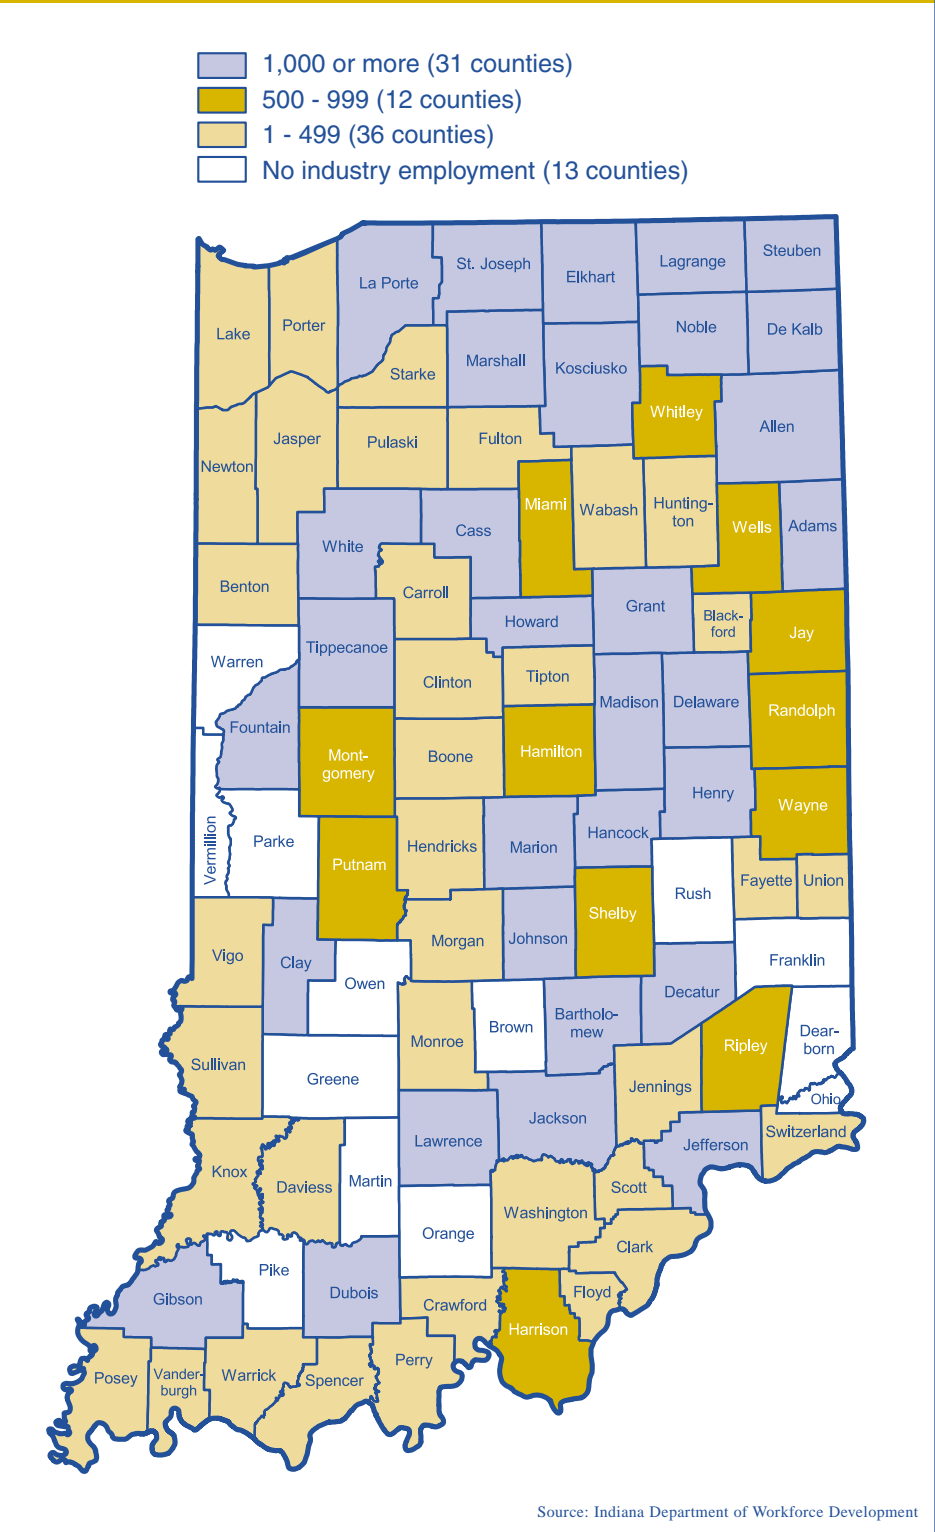 1,000 or more (31 counties)
500 - 999 (12 counties)
1 - 499 (36 counties)
No industry employment (13 counties)
Lake
Porter
La Porte
St. Joseph
Elkhart
Lagrange
Steuben
Noble
De Kalb
Starke
Marshall
Kosciusko
Whitley
Allen
Newton
Jasper
Pulaski
Fulton
Miami
Wabash
Hunting-
ton
Wells
Adams
White
Cass
Benton
Carroll
Howard
Grant
Black-
ford
Jay
Warren
Tippecanoe
Clinton
Tipton
Madison
Delaware
Randolph
Fountain
Mont-
gomery
Boone
Hamilton
Henry
Wayne
Vermillion
Parke
Putnam
Hendricks
Marion
Hancock
Rush
Fayette
Union
Vigo
Clay
Owen
Morgan
Johnson
Shelby
Franklin
Decatur
Sullivan
Greene
Monroe
Brown
Bartholo-
mew
Jennings
Ripley
Dear-
born
Ohio
Switzerland
Jefferson
Jackson
Lawrence
Knox
Daviess
Martin
Orange
Washington
Scott
Clark
Floyd
Harrison
Crawford
Gibson
Pike
Dubois
Perry
Posey
Vander-
burgh
Warrick
Spencer
Source: Indiana Department of Workforce Development